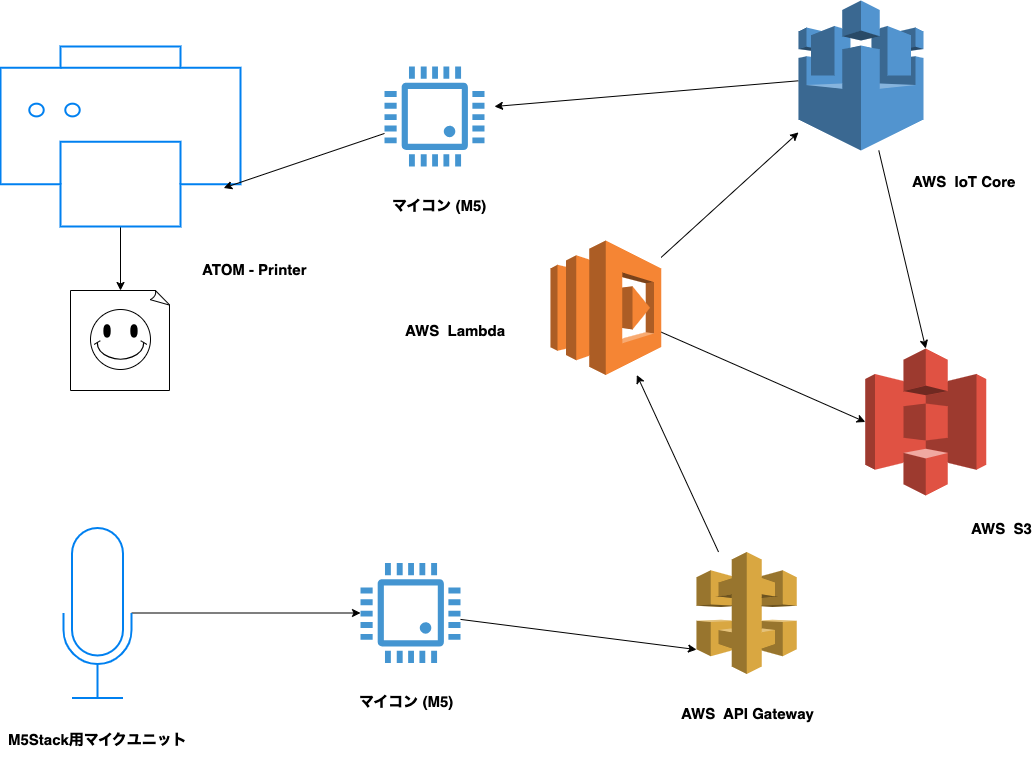 AWS IoT Core
マイコン (M5)
ATOM - Printer
AWS Lambda
AWS S3
マイコン (M5)
AWS API Gateway
M5Stack用マイクユニット